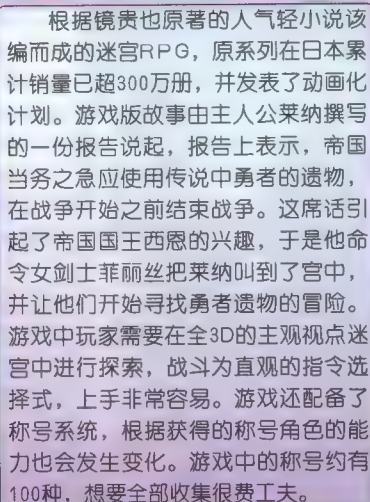 根据镜贵也原著的人气轻小说该
编而成的迷宫RPG，原系列在日本累
计销量已超300万册，并发表了动画化
计划。游戏版故事由主人公莱纳撰写
的一份报告说起，报告上表示，帝国
当务之急应使用传说中勇者的遗物，
在战争开始之前结束战争。这席话引
起了帝国国王西恩的兴趣，于是他命
令女剑士菲丽丝把莱纳叫到了宫中，
并让他们开始寻找勇者遗物的冒险。
游戏中玩家需要在全3D的主观视点迷
宫中进行探索，战斗为直观的指令选
择式，上手非常容易。游戏还配备了
称号系统，根据获得的称号角色的能
力也会发生变化。游戏中的称号约有
100种，想要全部收集很费工夫。